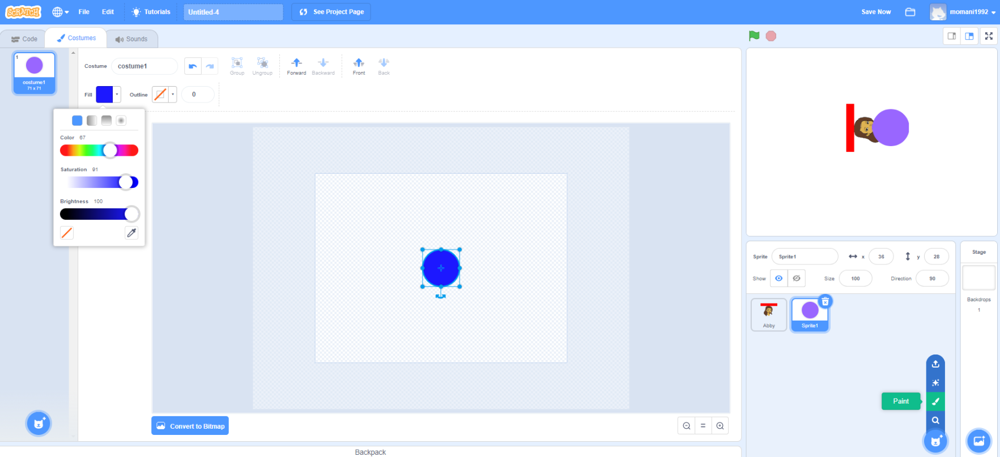 SCRATCH File Edit Tutorials Untitled-4 See Project Page Save Now momani1992
Code Costumes Sounds
1
costume1
71 x 71
Costume costume1 Group Ungroup Forward Backward Front Back
Fill Outline 0
Color 67
Saturation 91
Brightness 100
Convert to Bitmap
Backpack
Sprite Sprite1 x 36 y 28
Show Size 100 Direction 90
Abby
Sprite1
Paint
Stage
Backdrops
1